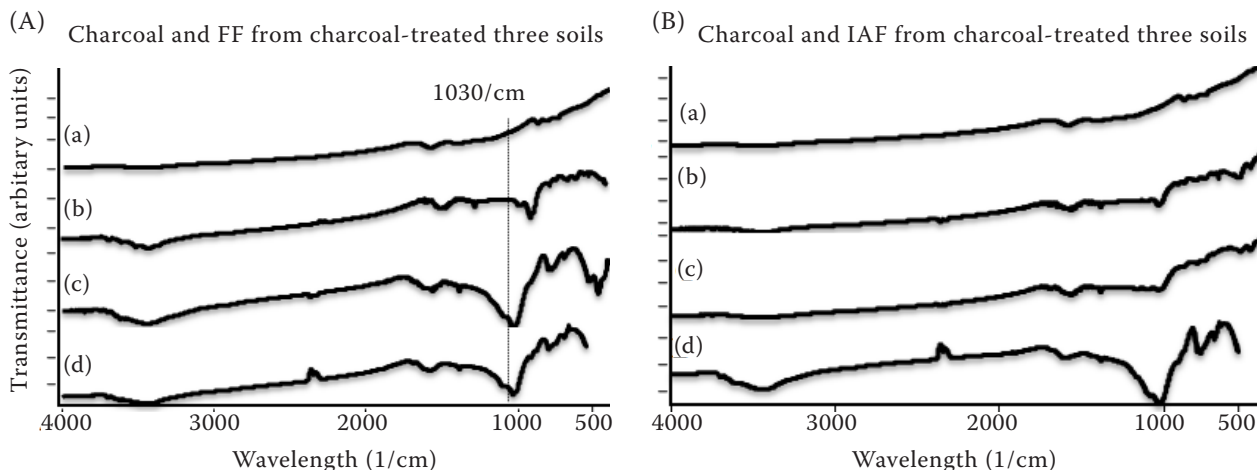 (A)
Charcoal and FF from charcoal-treated three soils
1030/cm
(a)
(b)
(c)
(d)
Transmittance (arbitary units)
4000 3000 2000 1000 500
Wavelength (1/cm)
(B)
Charcoal and IAF from charcoal-treated three soils
(a)
(b)
(c)
(d)
4000 3000 2000 1000 500
Wavelength (1/cm)